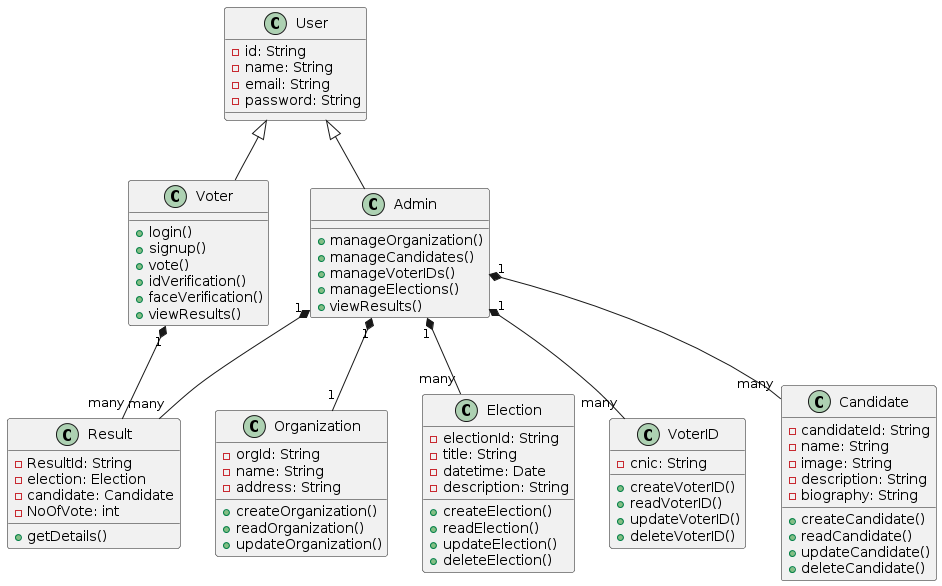 C User
id: String
name: String
email: String
password: String
C Voter
login()
signup()
vote()
idVerification()
faceVerification()
viewResults()
C Admin
manageOrganization()
manageCandidates()
manageVoterIDs()
manageElections()
viewResults()
1
1
1
1
1
1
many
many
1
many
many
many
C Result
ResultId: String
election: Election
candidate: Candidate
NoOfVote: int
getDetails()
C Organization
orgId: String
name: String
address: String
createOrganization()
readOrganization()
updateOrganization()
C Election
electionId: String
title: String
datetime: Date
description: String
createElection()
readElection()
updateElection()
deleteElection()
C VoterID
cnic: String
createVoterID()
readVoterID()
updateVoterID()
deleteVoterID()
C Candidate
candidateId: String
name: String
image: String
description: String
biography: String
createCandidate()
readCandidate()
updateCandidate()
deleteCandidate()